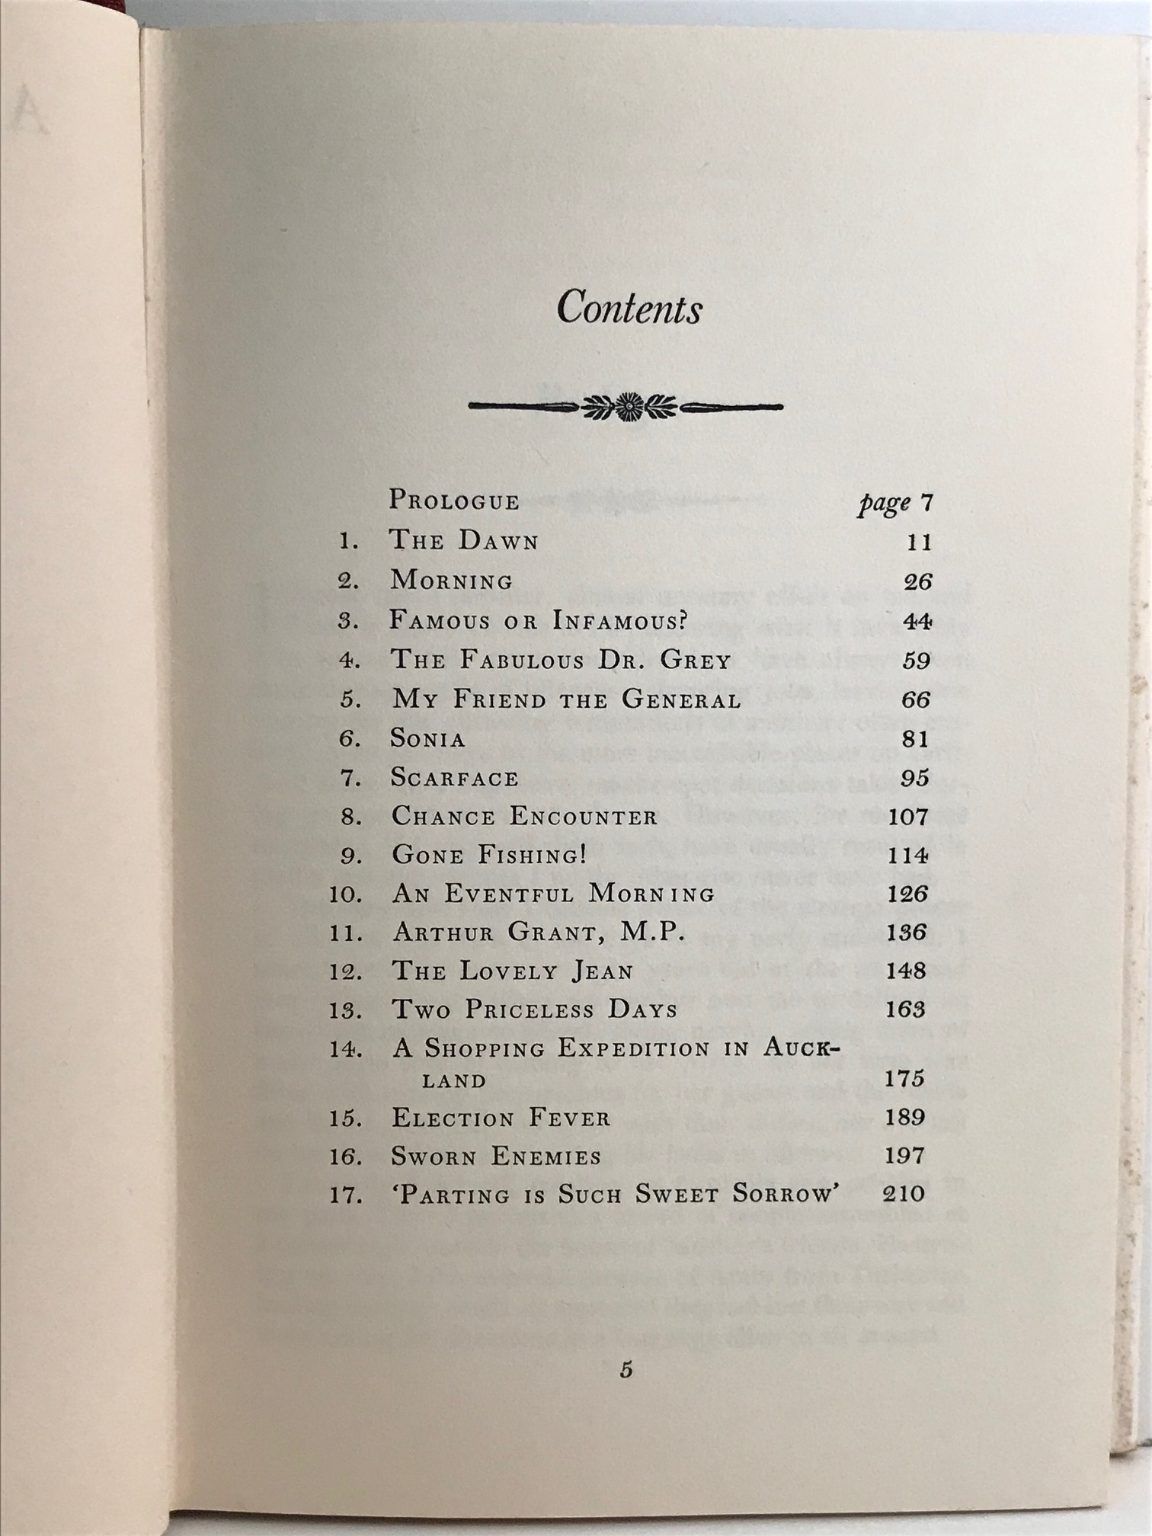 Contents
PROLOGUE page 7
1. THE DAWN 11
2. MORNING 26
3. FAMOUS OR INFAMOUS? 44
4. THE FABULOUS DR. GREY 59
5. MY FRIEND THE GENERAL 66
6. SONIA 81
7. SCARFACE 95
8. CHANCE ENCOUNTER 107
9. GONE FISHING! 114
10. AN EVENTFUL MORNING 126
11. ARTHUR GRANT, M.P. 136
12. THE LOVELY JEAN 148
13. TWO PRICELESS DAYS 163
14. A SHOPPING EXPEDITION IN AUCK-
LAND 175
15. ELECTION FEVER 189
16. SWORN ENEMIES 197
17. ‘PARTING IS SUCH SWEET SORROW’ 210
5